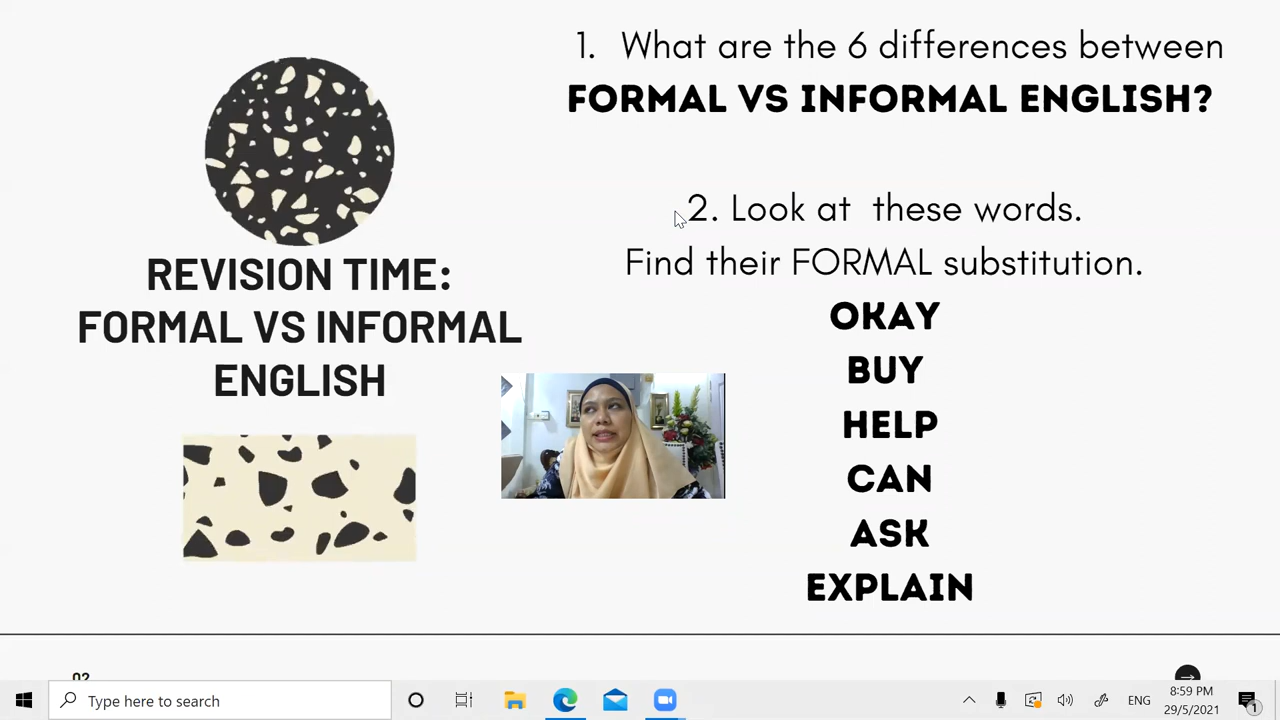 1. What are the 6 differences between
FORMAL VS INFORMAL ENGLISH?
2. Look at these words.
Find their FORMAL substitution.
OKAY
BUY
HELP
CAN
ASK
EXPLAIN
REVISION TIME:
FORMAL VS INFORMAL
ENGLISH
02
Type here to search
ENG
8:59 PM
29/5/2021
1